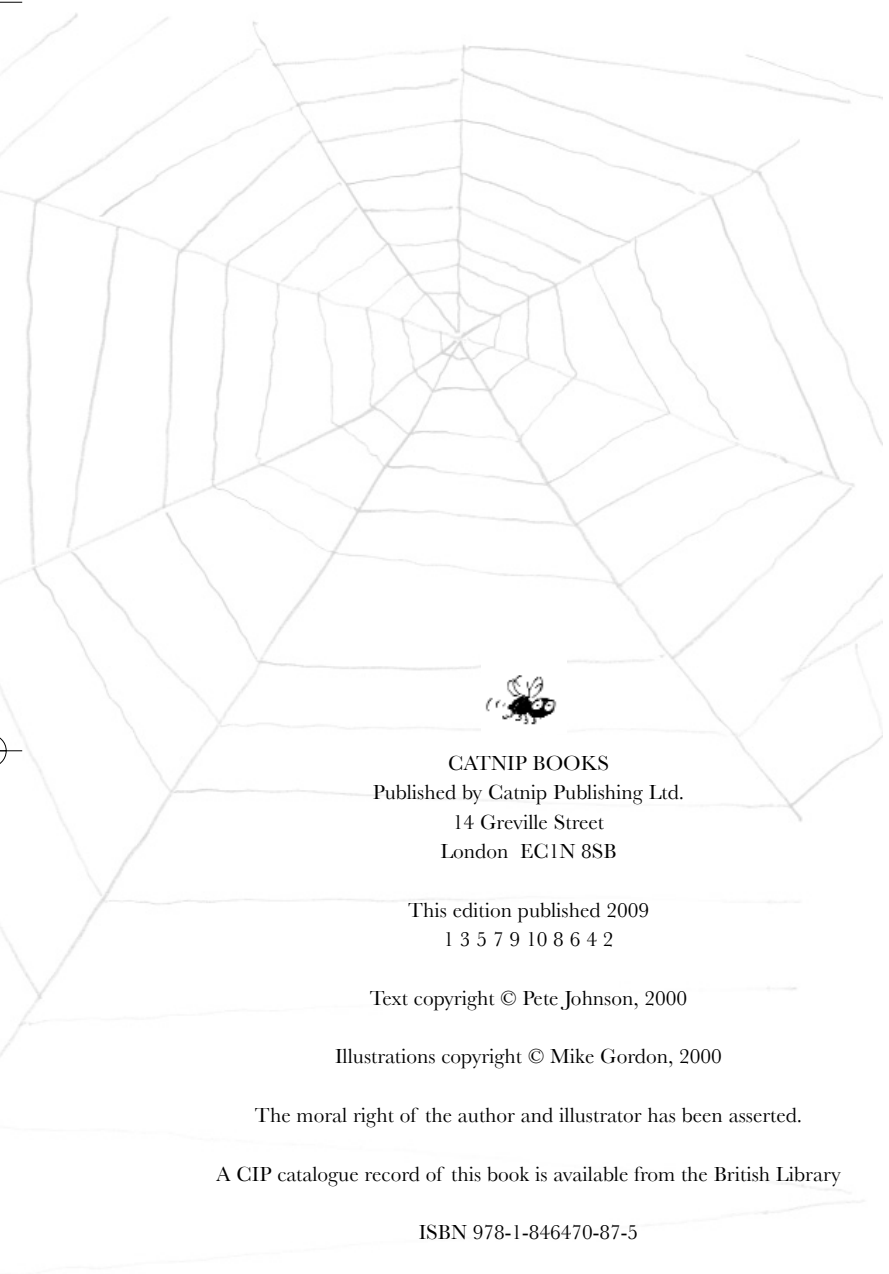 CATNIP BOOKS
Published by Catnip Publishing Ltd.
14 Greville Street
London EC1N 8SB
This edition published 2009
1 3 5 7 9 10 8 6 4 2
Text copyright © Pete Johnson, 2000
Illustrations copyright © Mike Gordon, 2000
The moral right of the author and illustrator has been asserted.
A CIP catalogue record of this book is available from the British Library
ISBN 978-1-846470-87-5